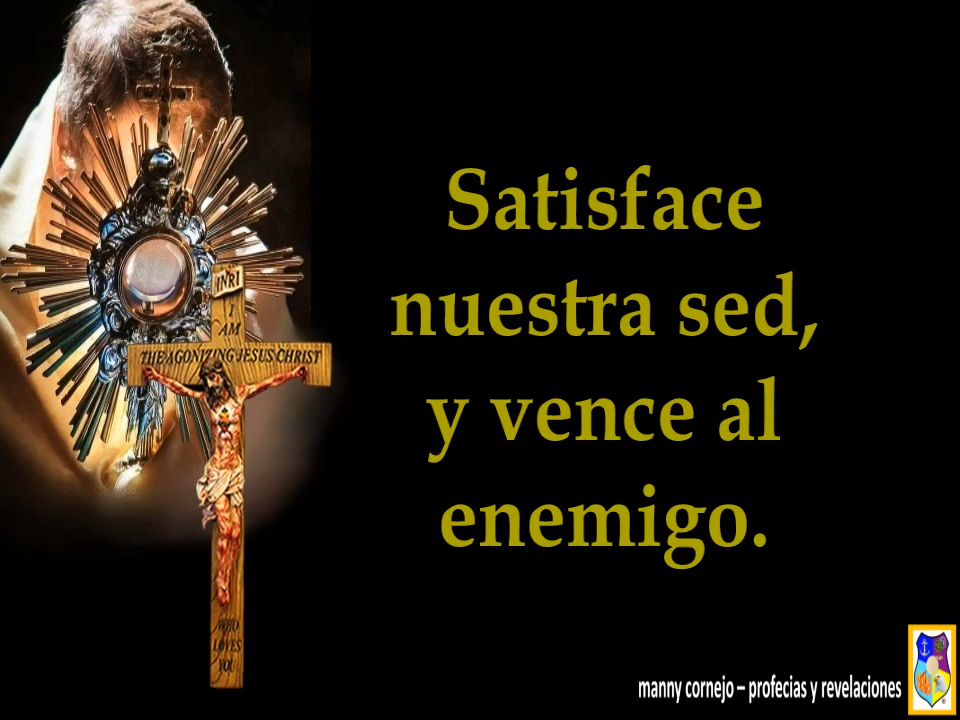 Satisface
nuestra sed,
y vence al
enemigo.
INRI
I
AM
THE AGONIZING JESUS CHRIST
WHO
LOVES
YOU
manny cornejo – profecias y revelaciones